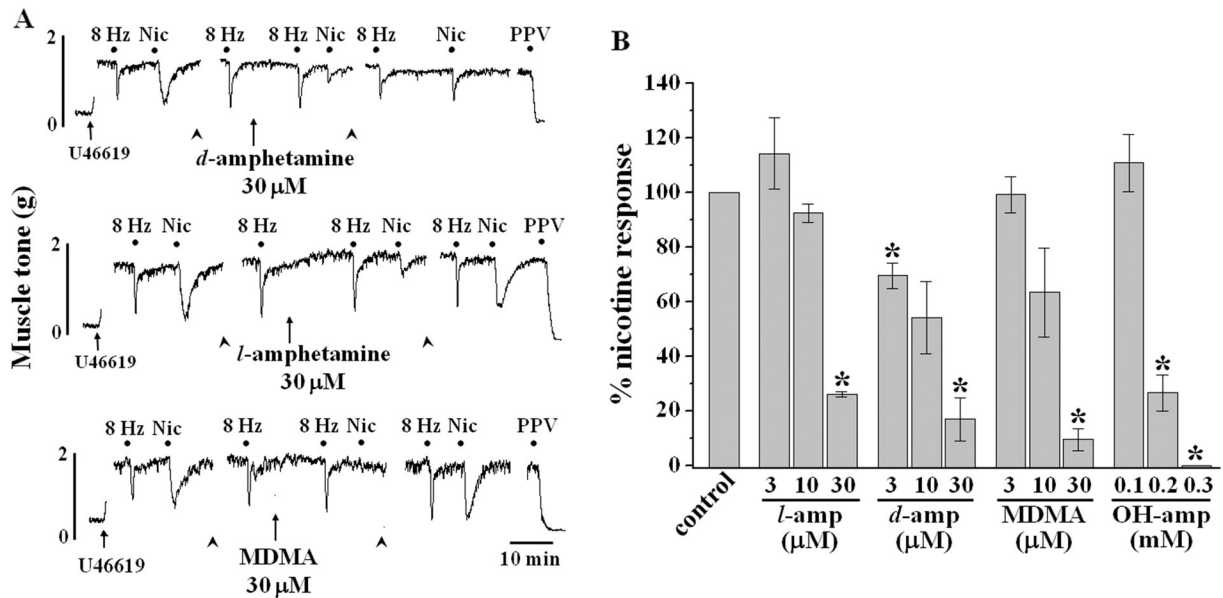 A
2
0
8 Hz Nic 8 Hz 8 Hz Nic 8 Hz Nic PPV
U46619
d-amphetamine
30 μM
Muscle tone (g)
2
0
8 Hz Nic 8 Hz 8 Hz Nic 8 Hz Nic PPV
U46619
l-amphetamine
30 μM
2
0
8 Hz Nic 8 Hz 8 Hz Nic 8 Hz Nic PPV
U46619
MDMA
30 μM
10 min
B
% nicotine response
140
120
100
80
60
40
20
0
* * * * * *
control
3 10 30 3 10 30 3 10 30 0.1 0.2 0.3
l-amp d-amp MDMA OH-amp
(μM) (μM) (μM) (mM)